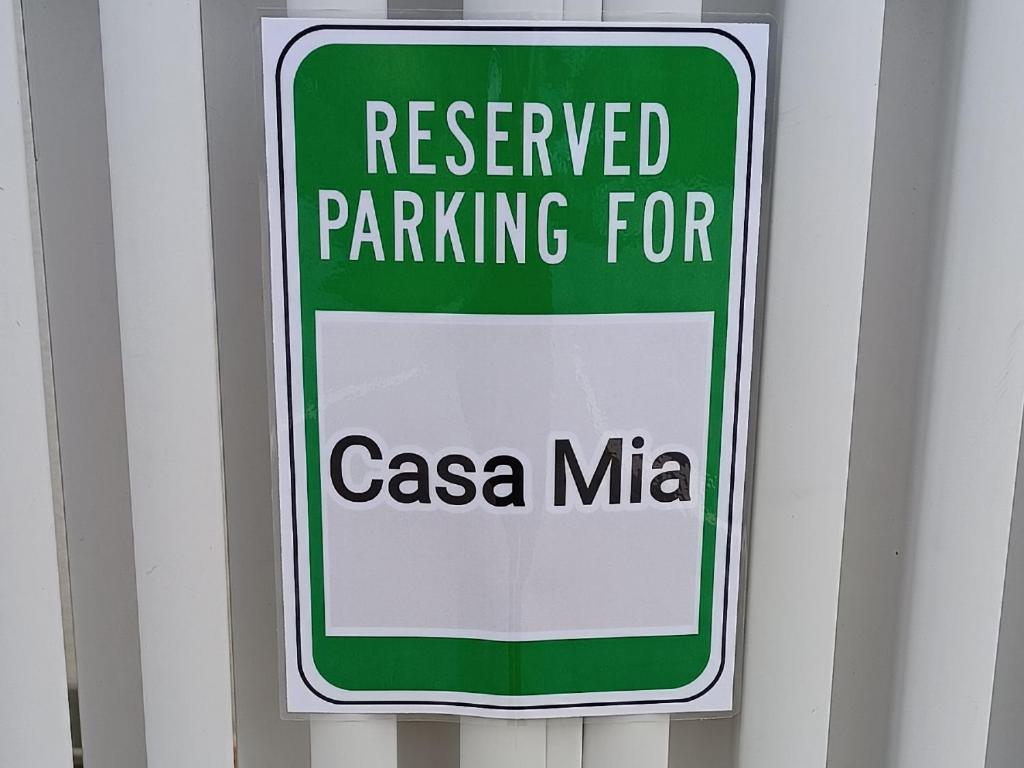 RESERVED
PARKING FOR
Casa Mia